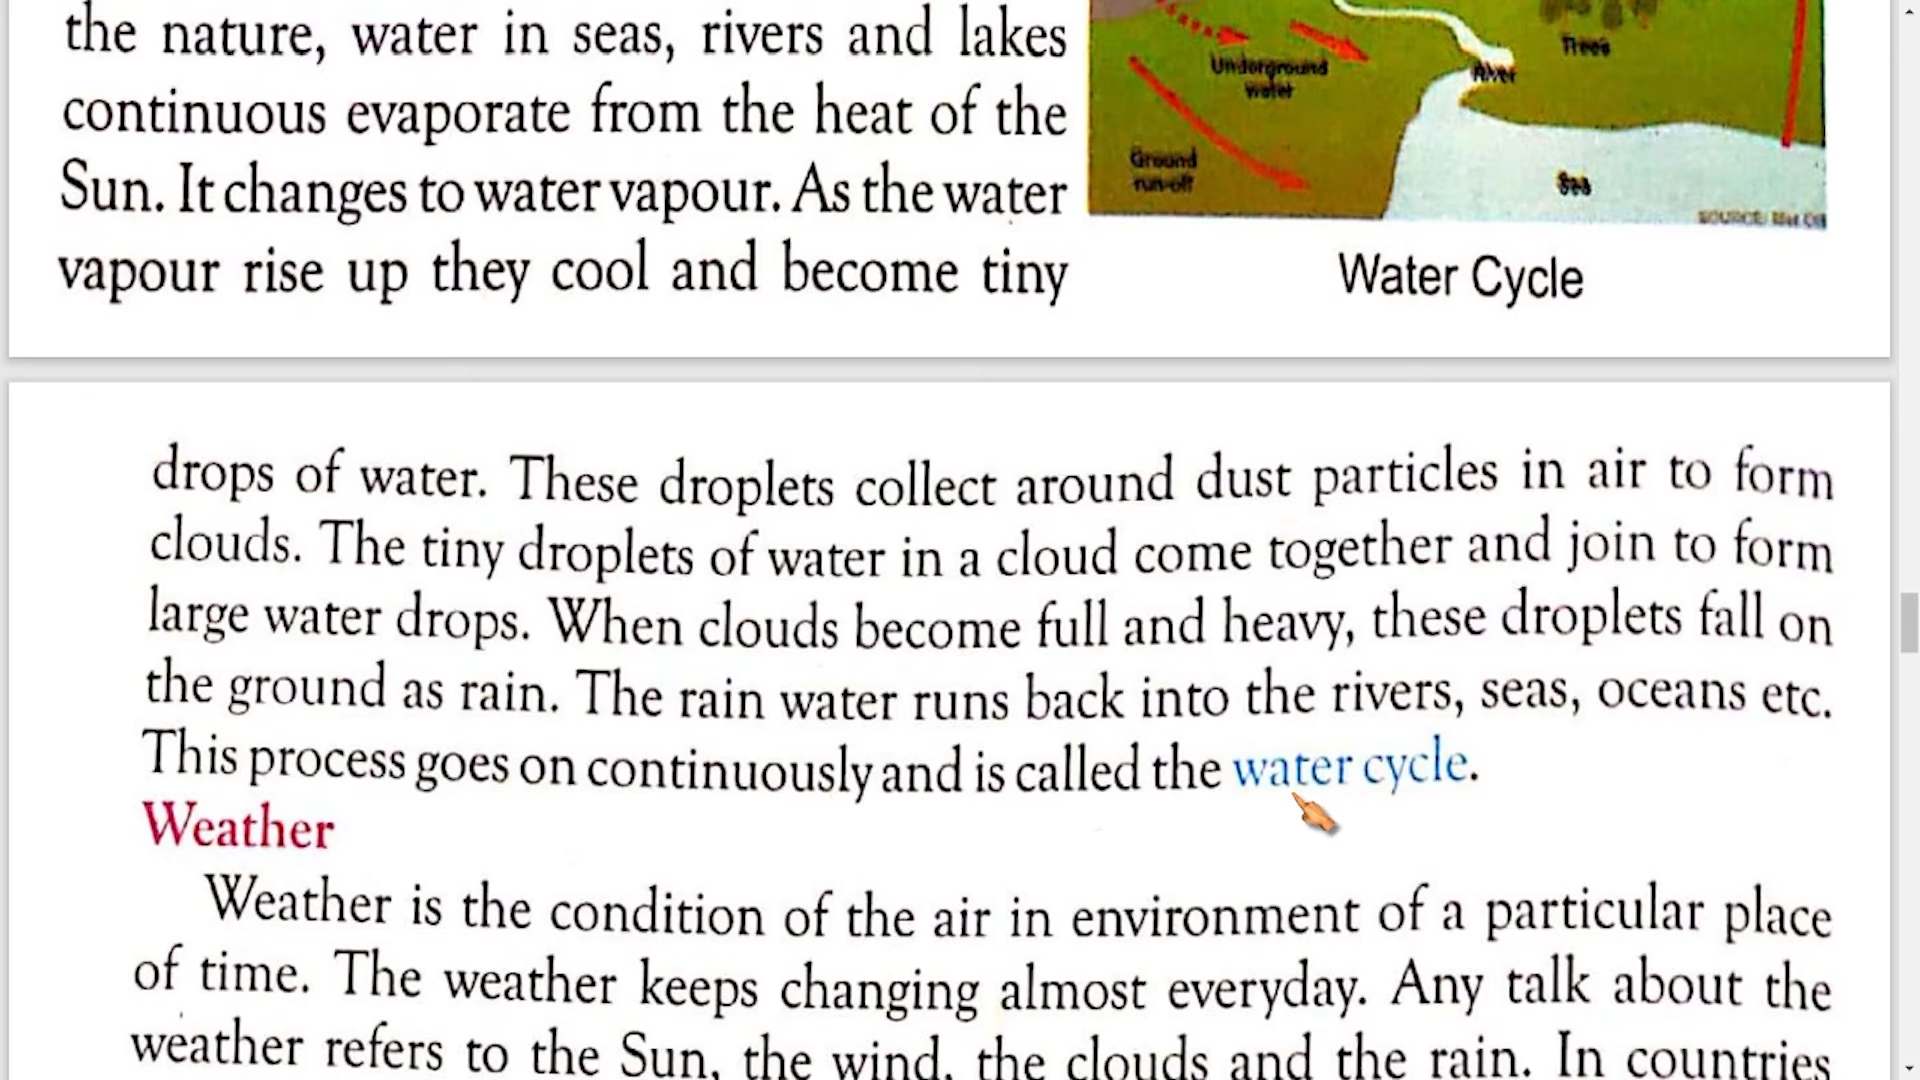 the nature, water in seas, rivers and lakes
continuous evaporate from the heat of the
Sun. It changes to water vapour. As the water
vapour rise up they cool and become tiny
Trees
River
Underground
water
Ground
run-off
Sea
SOURCE:
Water Cycle
drops of water. These droplets collect around dust particles in air to form
clouds. The tiny droplets of water in a cloud come together and join to form
large water drops. When clouds become full and heavy, these droplets fall on
the ground as rain. The rain water runs back into the rivers, seas, oceans etc.
This process goes on continuously and is called the water cycle.
Weather
Weather is the condition of the air in environment of a particular place
of time. The weather keeps changing almost everyday. Any talk about the
weather refers to the Sun, the wind, the clouds and the rain. In countries